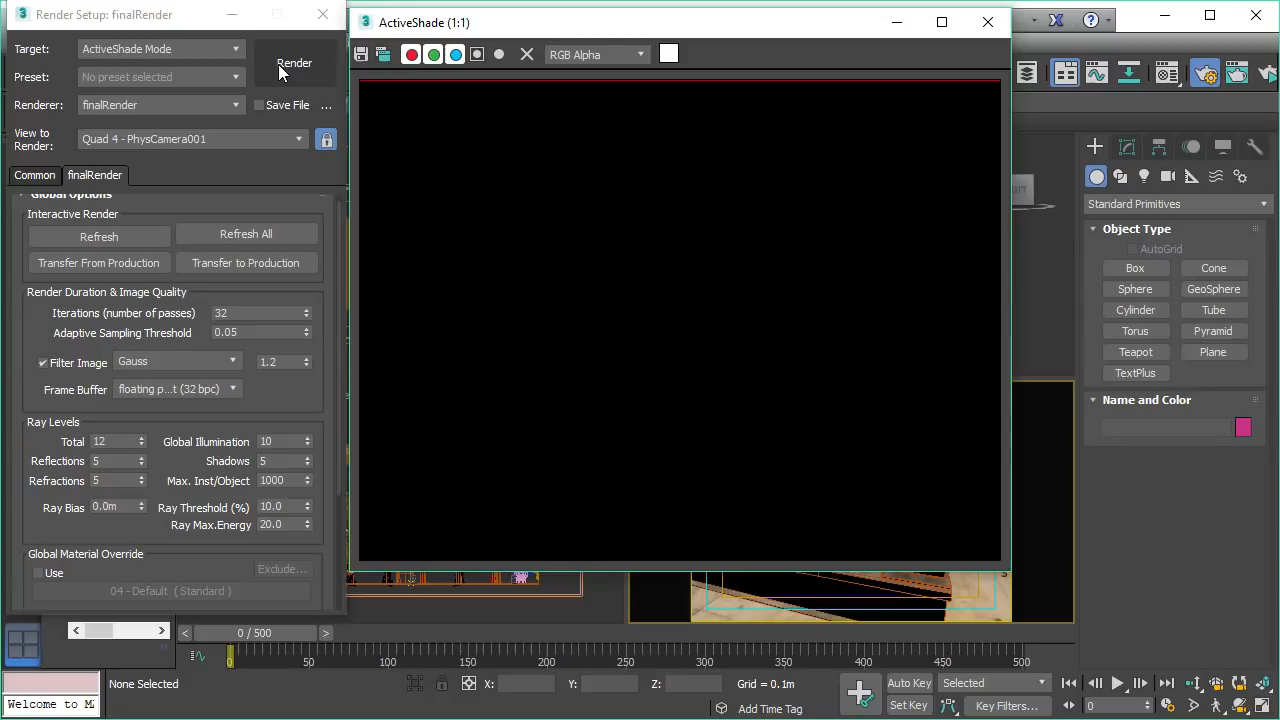 Render Setup: finalRender
ActiveShade (1:1)
Target: ActiveShade Mode
Render
RGB Alpha
Preset: No preset selected
Renderer: finalRender
Save File ...
View to
Render:
Quad 4 - PhysCamera001
Common finalRender
Standard Primitives
Global Options
Interactive Render
Refresh Refresh All
Transfer From Production Transfer to Production
Render Duration & Image Quality
Iterations (number of passes) 32
Adaptive Sampling Threshold 0.05
Filter Image Gauss 1.2
Frame Buffer floating p...t (32 bpc)
Ray Levels
Total 12 Global Illumination 10
Reflections 5 Shadows 5
Refractions 5 Max. Inst/Object 1000
Ray Bias 0.0m Ray Threshold (%) 10.0
Ray Max.Energy 20.0
Global Material Override
Use Exclude...
04 - Default ( Standard )
Object Type
AutoGrid
Box Cone
Sphere GeoSphere
Cylinder Tube
Torus Pyramid
Teapot Plane
TextPlus
Name and Color
0 / 500
0 50 100 150 200 250 300 350 400 450 500
None Selected
X: Y: Z: Grid = 0.1m
Auto Key Selected
Welcome to MA
Add Time Tag
Set Key Key Filters... 0